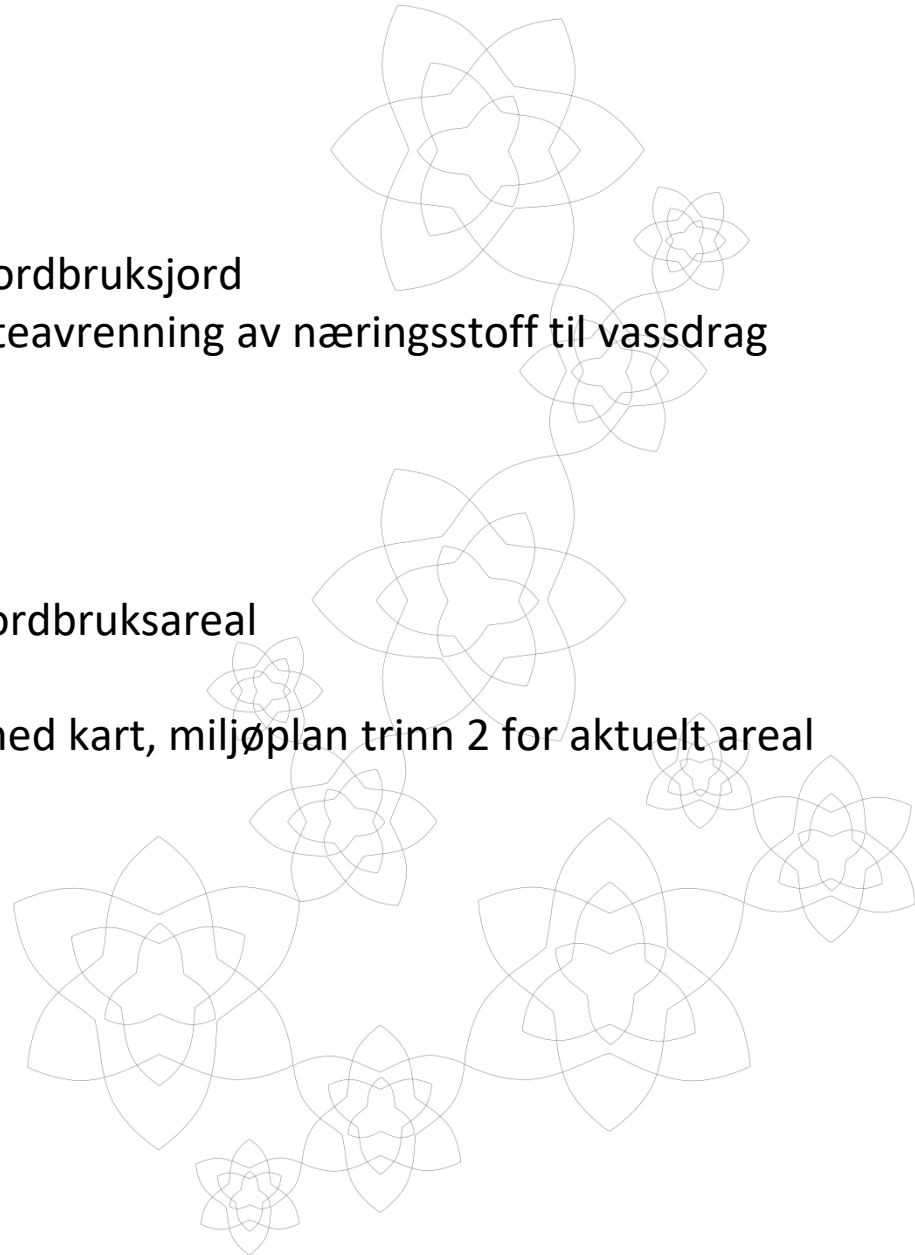 ordbruksjord
teavrenning av næringsstoff til vassdrag
ordbruksareal
ned kart, miljøplan trinn 2 for aktuelt areal